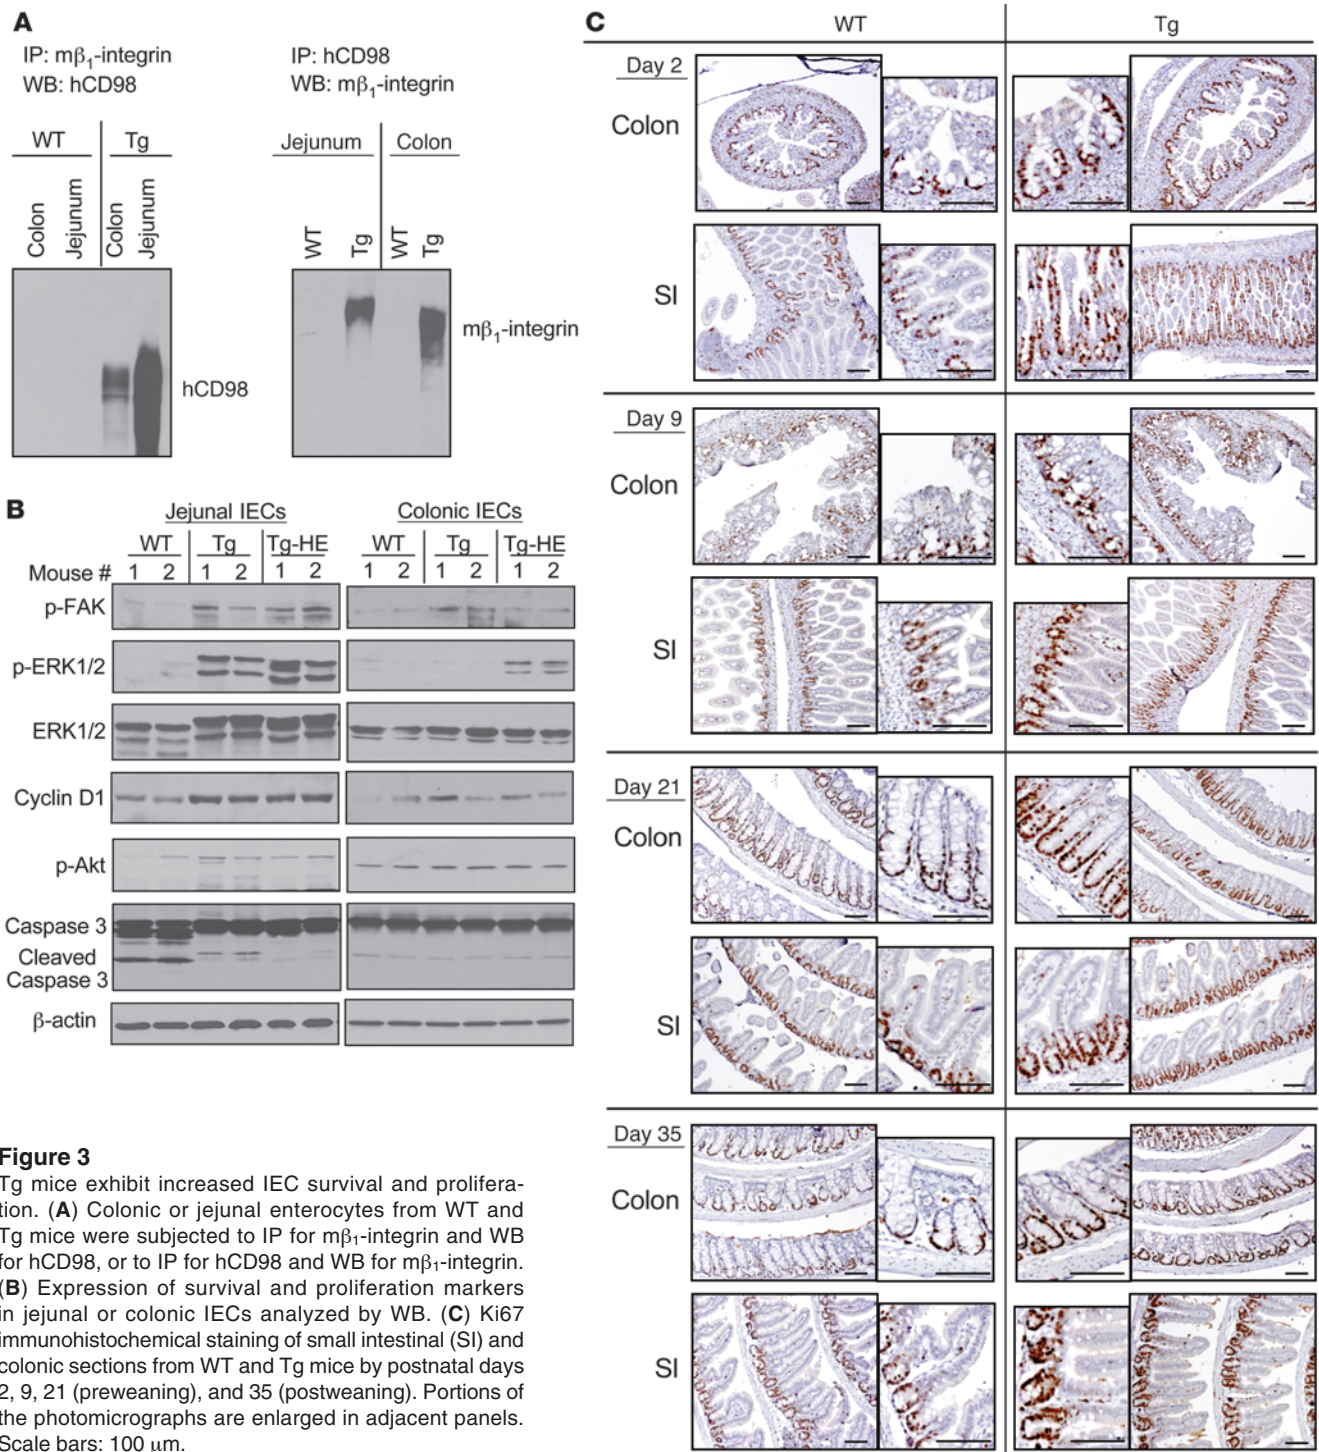 A
IP: mβ1-integrin
WB: hCD98
WT
Tg
Colon
Jejunum
Colon
Jejunum
hCD98
IP: hCD98
WB: mβ1-integrin
Jejunum
Colon
WT
Tg
WT
Tg
mβ1-integrin
B
Jejunal IECs
Colonic IECs
WT Tg Tg-HE WT Tg Tg-HE
Mouse # 1 2 1 2 1 2 1 2 1 2 1 2
p-FAK
p-ERK1/2
ERK1/2
Cyclin D1
p-Akt
Caspase 3
Cleaved
Caspase 3
β-actin
C
WT
Tg
Day 2
Colon
SI
Day 9
Colon
SI
Day 21
Colon
SI
Day 35
Colon
SI
Figure 3
Tg mice exhibit increased IEC survival and prolifera-
tion. (A) Colonic or jejunal enterocytes from WT and
Tg mice were subjected to IP for mβ1-integrin and WB
for hCD98, or to IP for hCD98 and WB for mβ1-integrin.
(B) Expression of survival and proliferation markers
in jejunal or colonic IECs analyzed by WB. (C) Ki67
immunohistochemical staining of small intestinal (SI) and
colonic sections from WT and Tg mice by postnatal days
2, 9, 21 (preweaning), and 35 (postweaning). Portions of
the photomicrographs are enlarged in adjacent panels.
Scale bars: 100 μm.